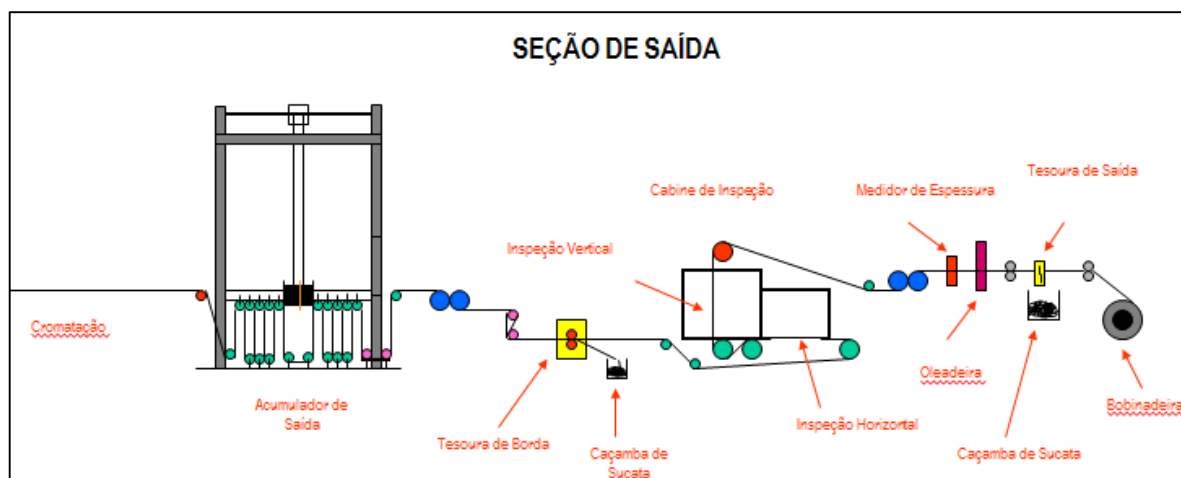 SEÇÃO DE SAÍDA
Tesoura de Saída
Cabine de Inspeção
Medidor de Espessura
Inspeção Vertical
Cromatação
Oleadeira
Acumulador de
Saída
Bobinadeira
Inspeção Horizontal
Tesoura de Borda
Caçamba de
Sucata
Caçamba de Sucata